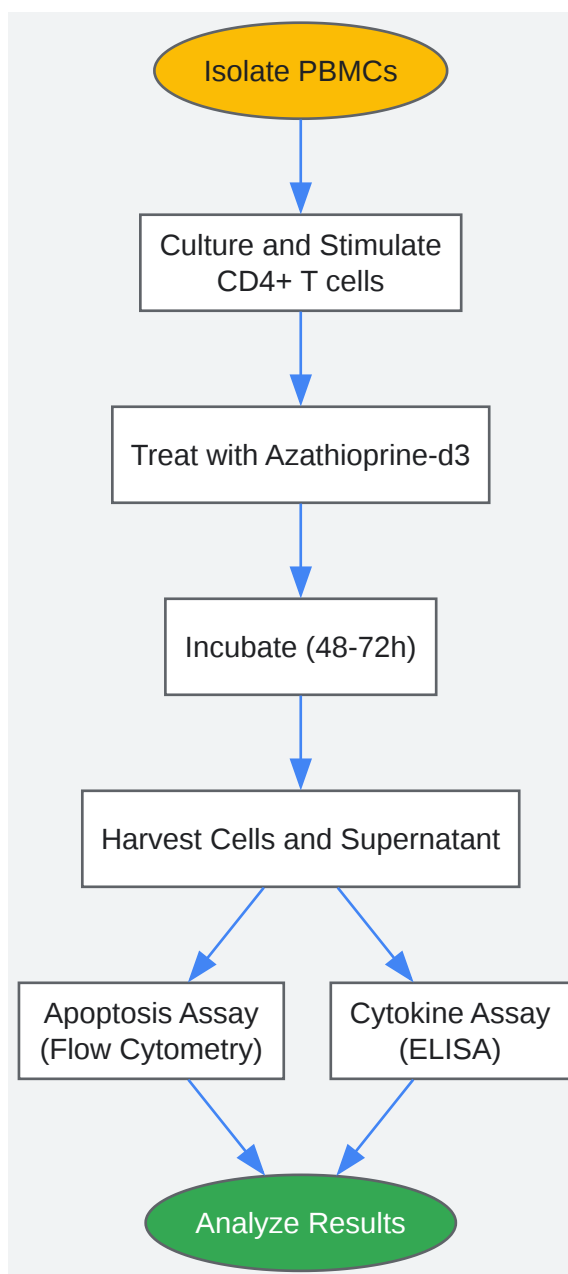 Isolate PBMCs
Culture and Stimulate
CD4+ T cells
Treat with Azathioprine-d3
Incubate (48-72h)
Harvest Cells and Supernatant
Apoptosis Assay
(Flow Cytometry)
Cytokine Assay
(ELISA)
Analyze Results